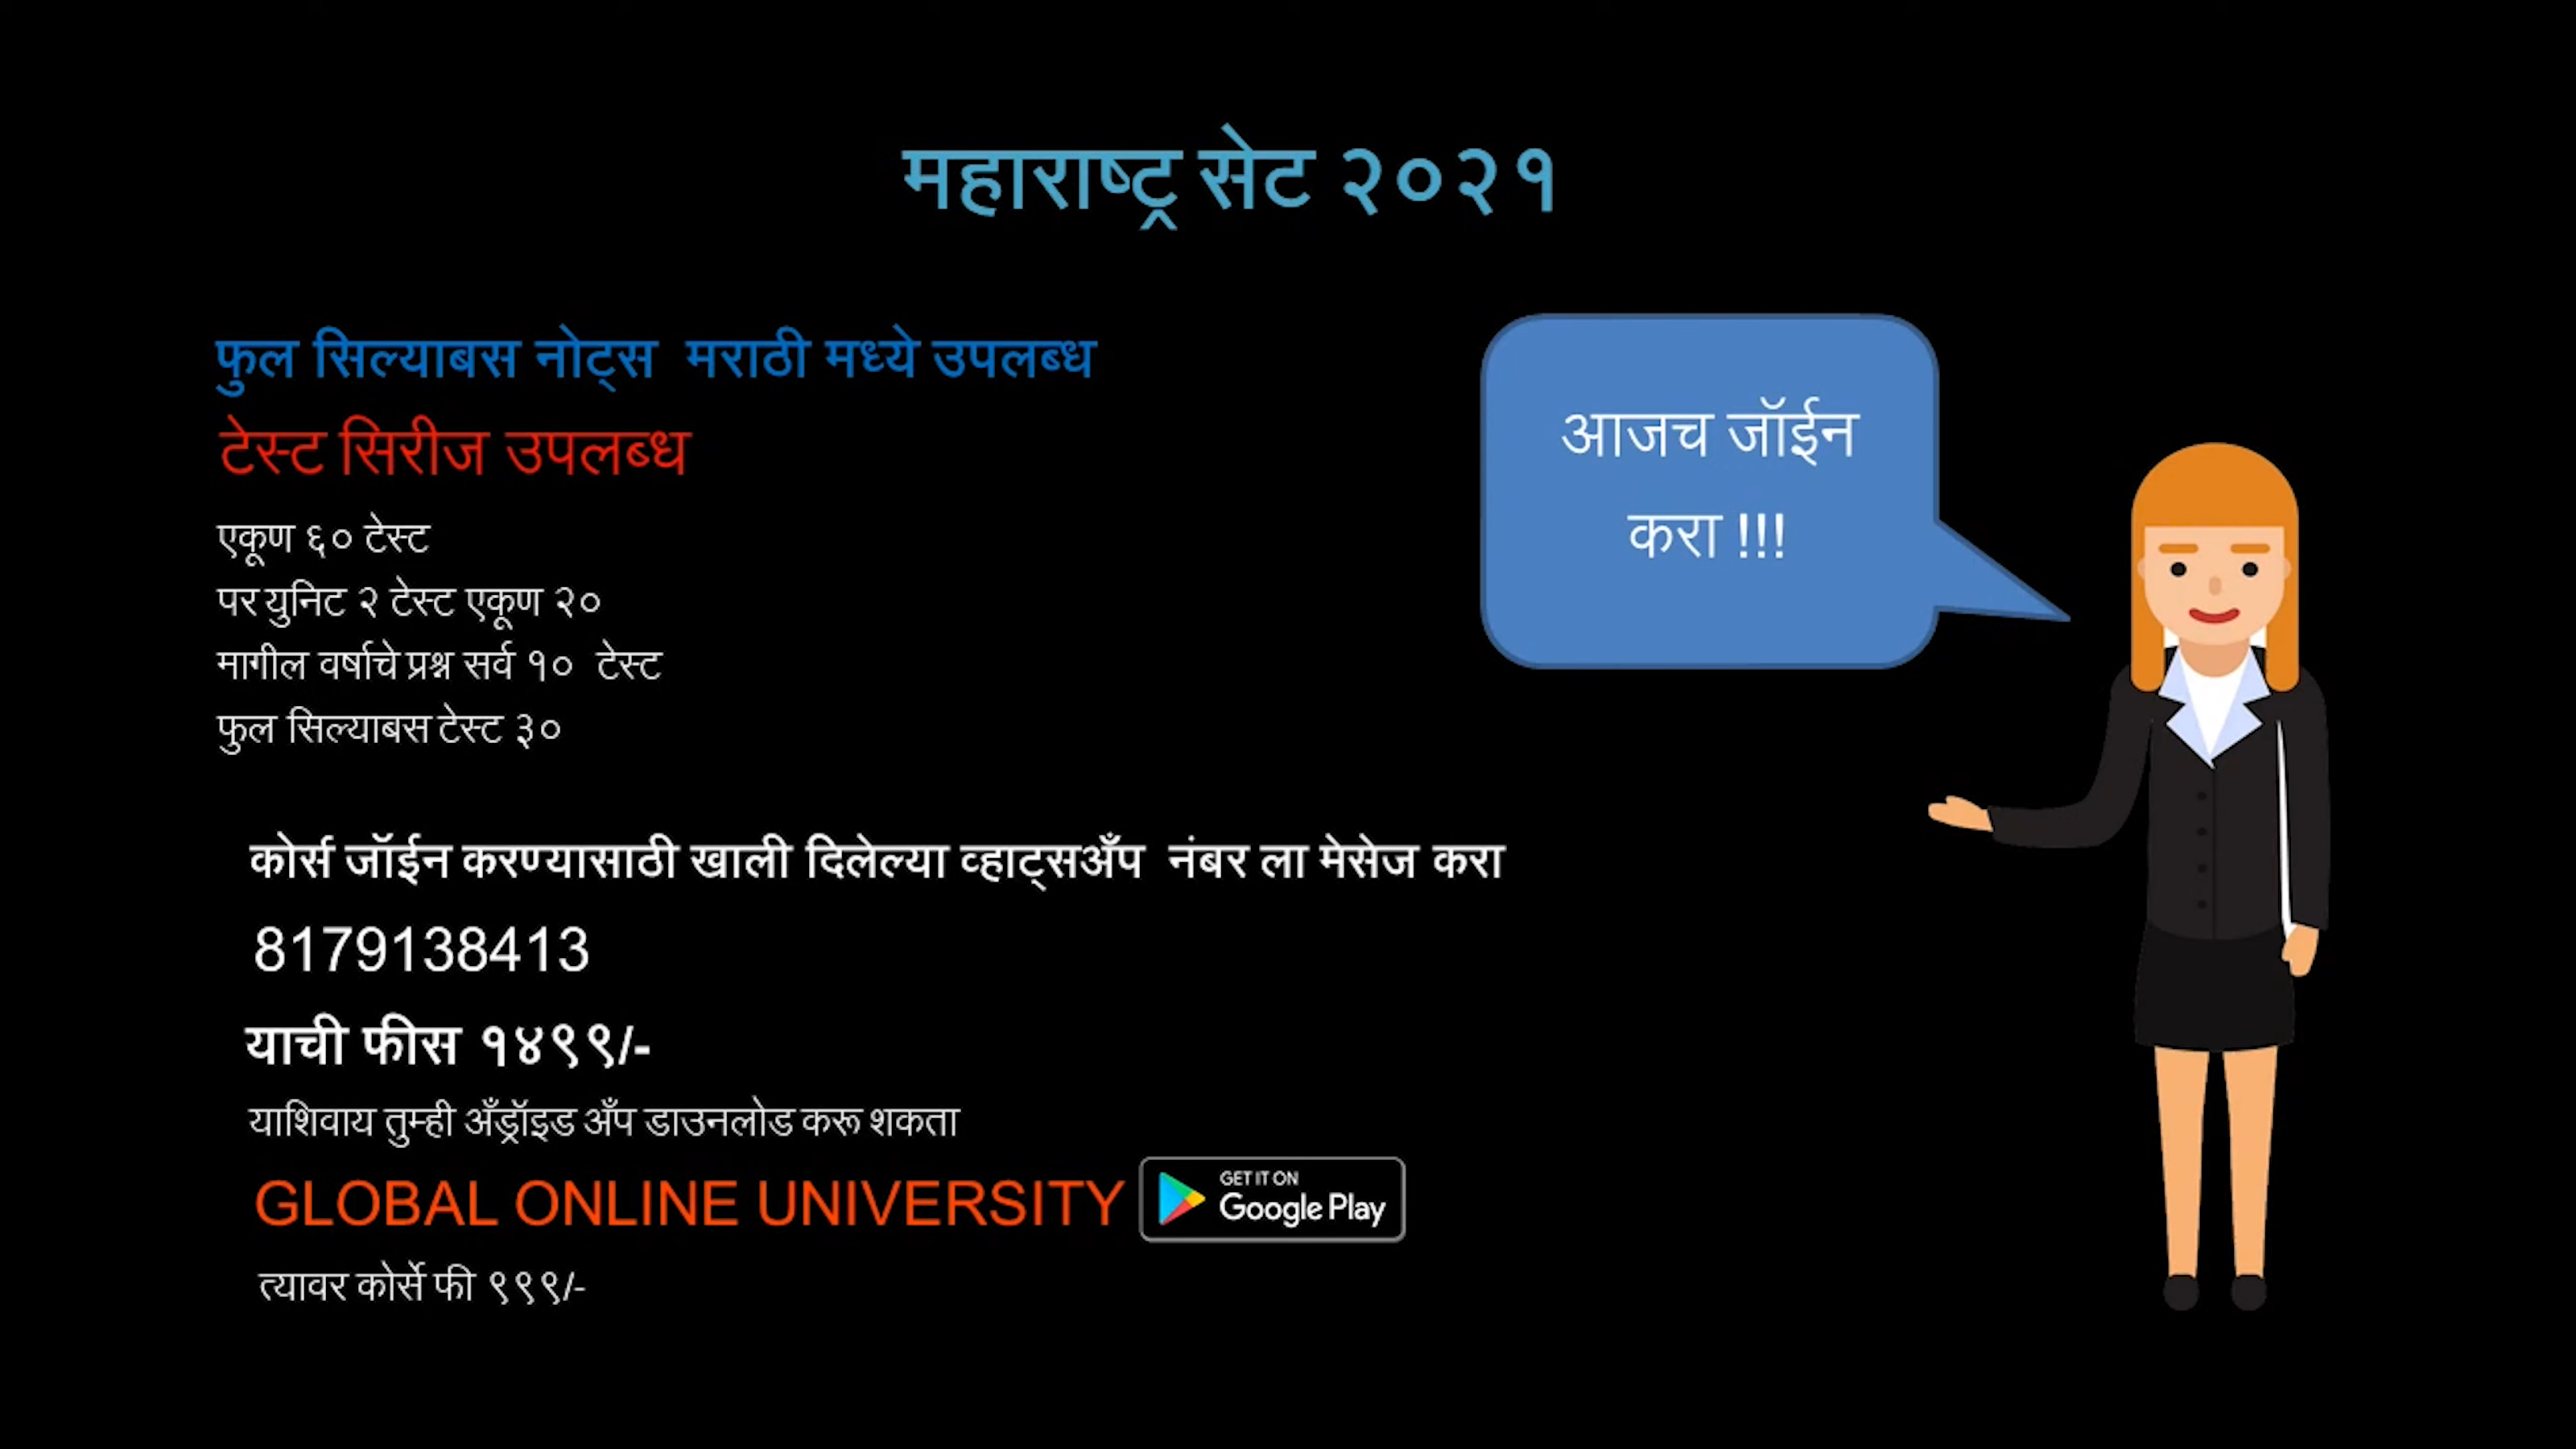 महाराष्ट्र सेट २०२१
फुल सिल्याबस नोट्स मराठी मध्ये उपलब्ध
टेस्ट सिरीज उपलब्ध
एकूण ६० टेस्ट
पर युनिट २ टेस्ट एकूण २०
मागील वर्षाचे प्रश्न सर्व १० टेस्ट
फुल सिल्याबस टेस्ट ३०
आजच जॉईन
करा !!!
कोर्स जॉईन करण्यासाठी खाली दिलेल्या व्हाट्सअँप नंबर ला मेसेज करा
8179138413
याची फीस १४९९/-
याशिवाय तुम्ही अँड्रॉइड अँप डाउनलोड करू शकता
GLOBAL ONLINE UNIVERSITY
GET IT ON
Google Play
त्यावर कोर्से फी ९९९/-